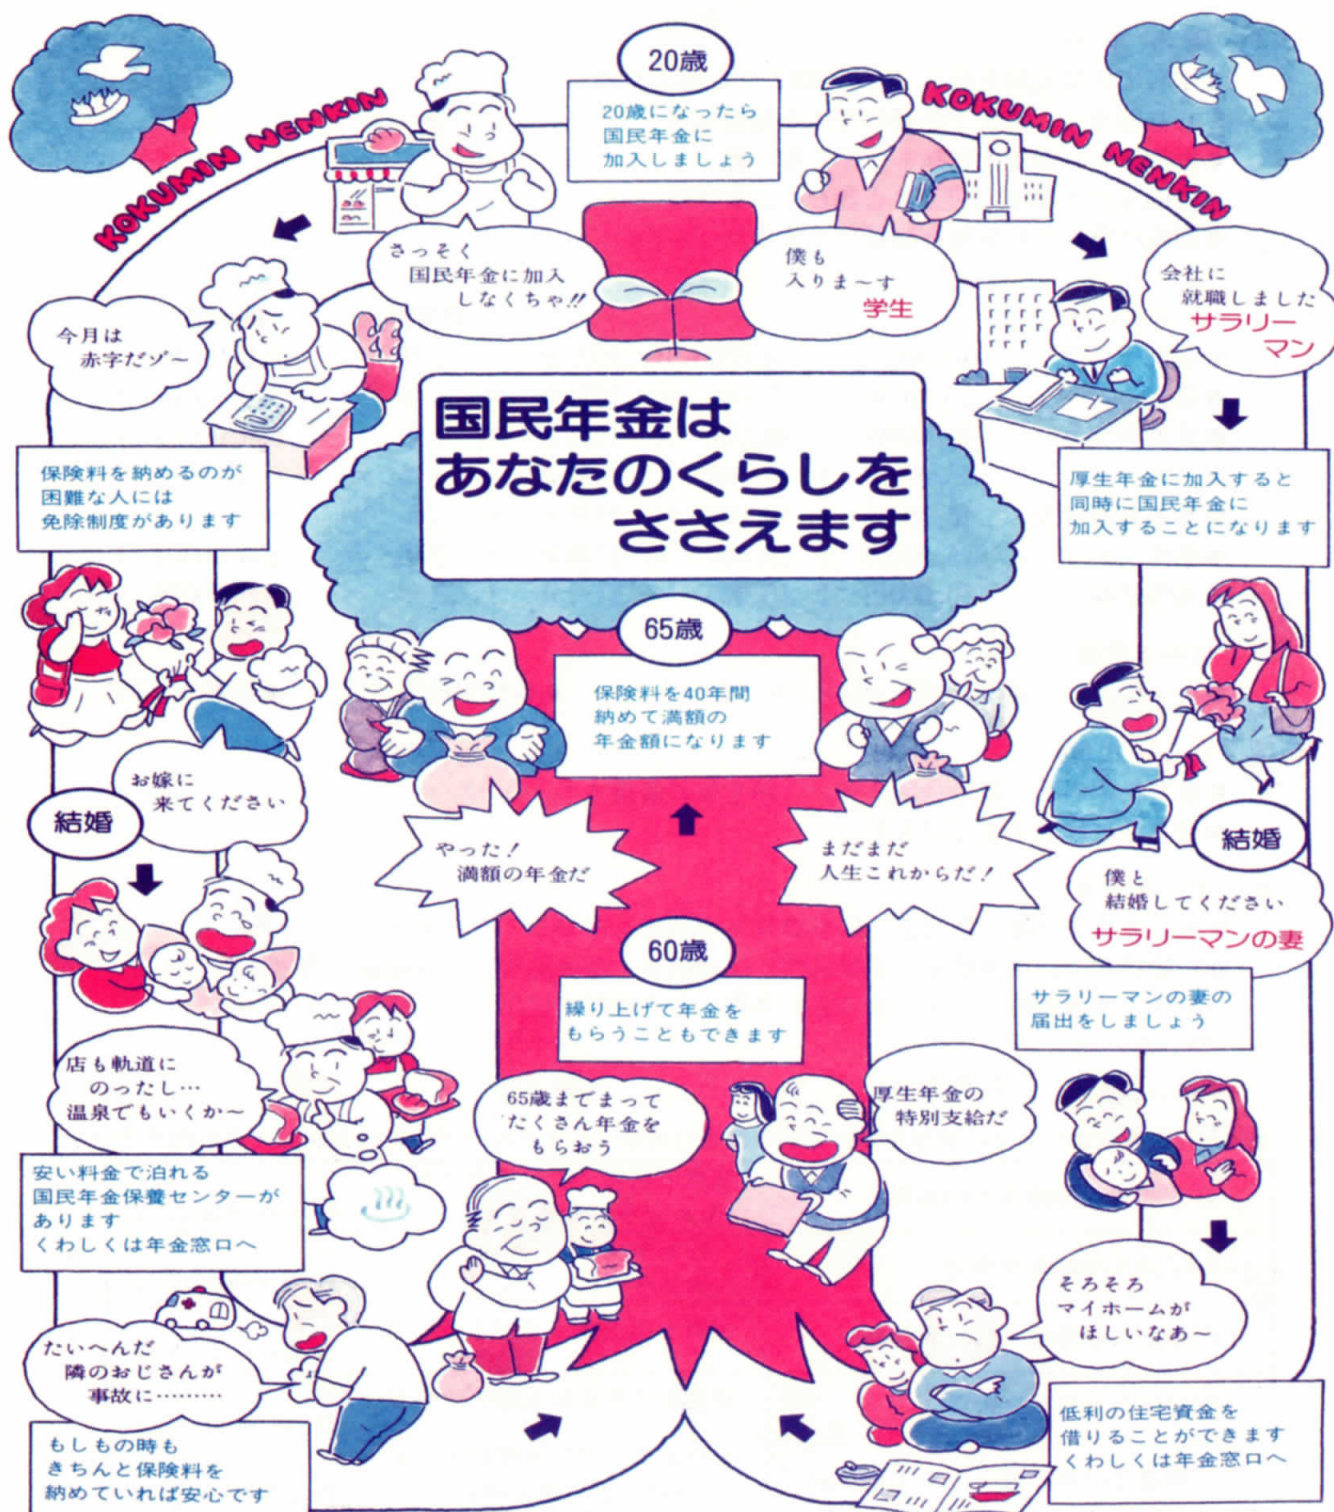 20歳
20歳になったら
国民年金に
加入しましょう
KOKUMIN NENKIN
KOKUMIN NENKIN
さっそく
国民年金に加入
しなくちゃ!!
僕も
入りま〜す
学生
今月は
赤字だゾ〜
会社に
就職しました
サラリー
マン
国民年金は
あなたのくらしを
ささえます
保険料を納めるのが
困難な人には
免除制度があります
厚生年金に加入すると
同時に国民年金に
加入することになります
65歳
保険料を40年間
納めて満額の
年金額になります
お嫁に
来てください
結婚
やった!
満額の年金だ
まだまだ
人生これからだ!
結婚
僕と
結婚してください
サラリーマンの妻
60歳
繰り上げて年金を
もらうこともできます
サラリーマンの妻の
届出をしましょう
店も軌道に
のったし…
温泉でもいくか〜
65歳までまって
たくさん年金を
もらおう
厚生年金の
特別支給だ
安い料金で泊れる
国民年金保養センターが
あります
くわしくは年金窓口へ
そろそろ
マイホームが
ほしいなあ〜
たいへんだ
隣のおじさんが
事故に………
もしもの時も
きちんと保険料を
納めていれば安心です
低利の住宅資金を
借りることができます
くわしくは年金窓口へ